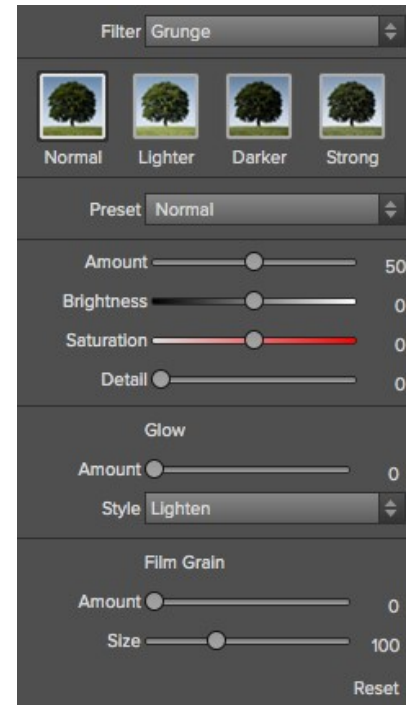 Filter Grunge
Normal Lighter Darker Strong
Preset Normal
Amount 50
Brightness 0
Saturation 0
Detail 0
Glow
Amount 0
Style Lighten
Film Grain
Amount 0
Size 100
Reset